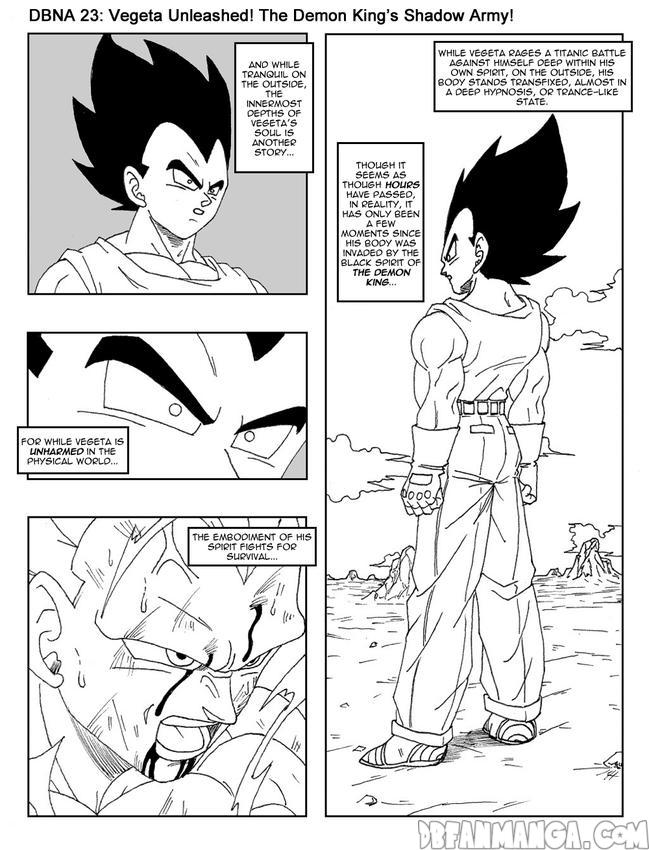 DBNA 23: Vegeta Unleashed! The Demon King's Shadow Army!
AND WHILE
TRANQUIL ON
THE OUTSIDE,
THE
INNERMOST
DEPTHS OF
VEGETA'S
SOUL IS
ANOTHER
STORY...
WHILE VEGETA RAGES A TITANIC BATTLE
AGAINST HIMSELF DEEP WITHIN HIS
OWN SPIRIT, ON THE OUTSIDE, HIS
BODY STANDS TRANSFIXED, ALMOST IN
A DEEP HYPNOSIS, OR TRANCE-LIKE
STATE.
THOUGH IT
SEEMS AS
THOUGH HOURS
HAVE PASSED,
IN REALITY, IT
HAS ONLY BEEN
A FEW
MOMENTS SINCE
HIS BODY WAS
INVADED BY THE
BLACK SPIRIT OF
THE DEMON
KING...
FOR WHILE VEGETA IS
UNHARMED IN THE
PHYSICAL WORLD...
THE EMBODIMENT OF HIS
SPIRIT FIGHTS FOR
SURVIVAL...
DBFANMANGA.COM